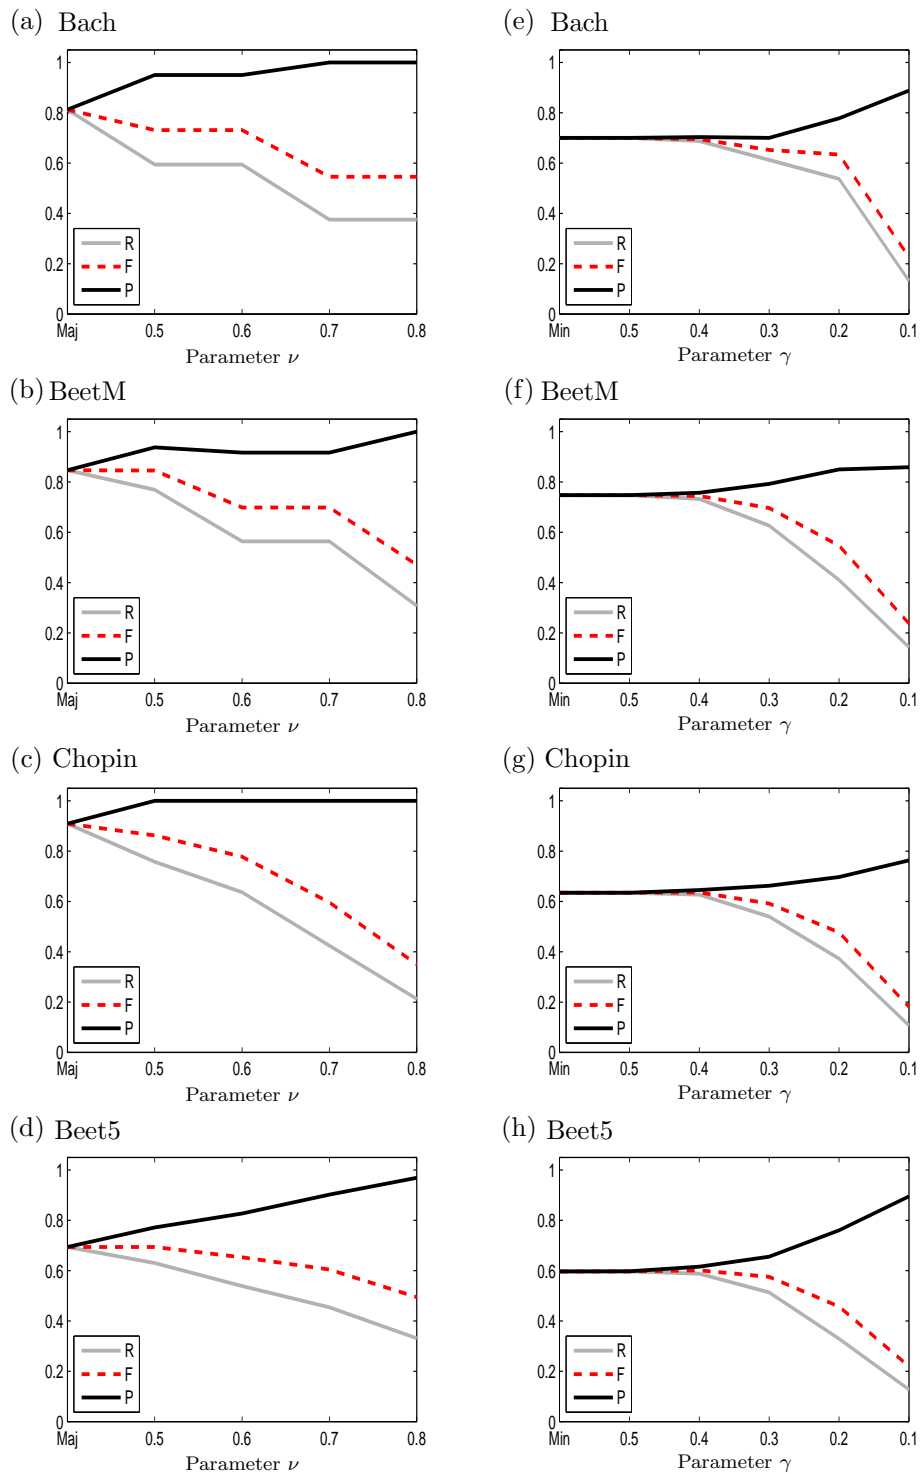 (a) Bach
1
0.8
0.6
0.4
0.2
0
R
F
P
Maj 0.5 0.6 0.7 0.8
Parameter ν
(e) Bach
1
0.8
0.6
0.4
0.2
0
R
F
P
Min 0.5 0.4 0.3 0.2 0.1
Parameter γ
(b) BeetM
1
0.8
0.6
0.4
0.2
0
R
F
P
Maj 0.5 0.6 0.7 0.8
Parameter ν
(f) BeetM
1
0.8
0.6
0.4
0.2
0
R
F
P
Min 0.5 0.4 0.3 0.2 0.1
Parameter γ
(c) Chopin
1
0.8
0.6
0.4
0.2
0
R
F
P
Maj 0.5 0.6 0.7 0.8
Parameter ν
(g) Chopin
1
0.8
0.6
0.4
0.2
0
R
F
P
Min 0.5 0.4 0.3 0.2 0.1
Parameter γ
(d) Beet5
1
0.8
0.6
0.4
0.2
0
R
F
P
Maj 0.5 0.6 0.7 0.8
Parameter ν
(h) Beet5
1
0.8
0.6
0.4
0.2
0
R
F
P
Min 0.5 0.4 0.3 0.2 0.1
Parameter γ